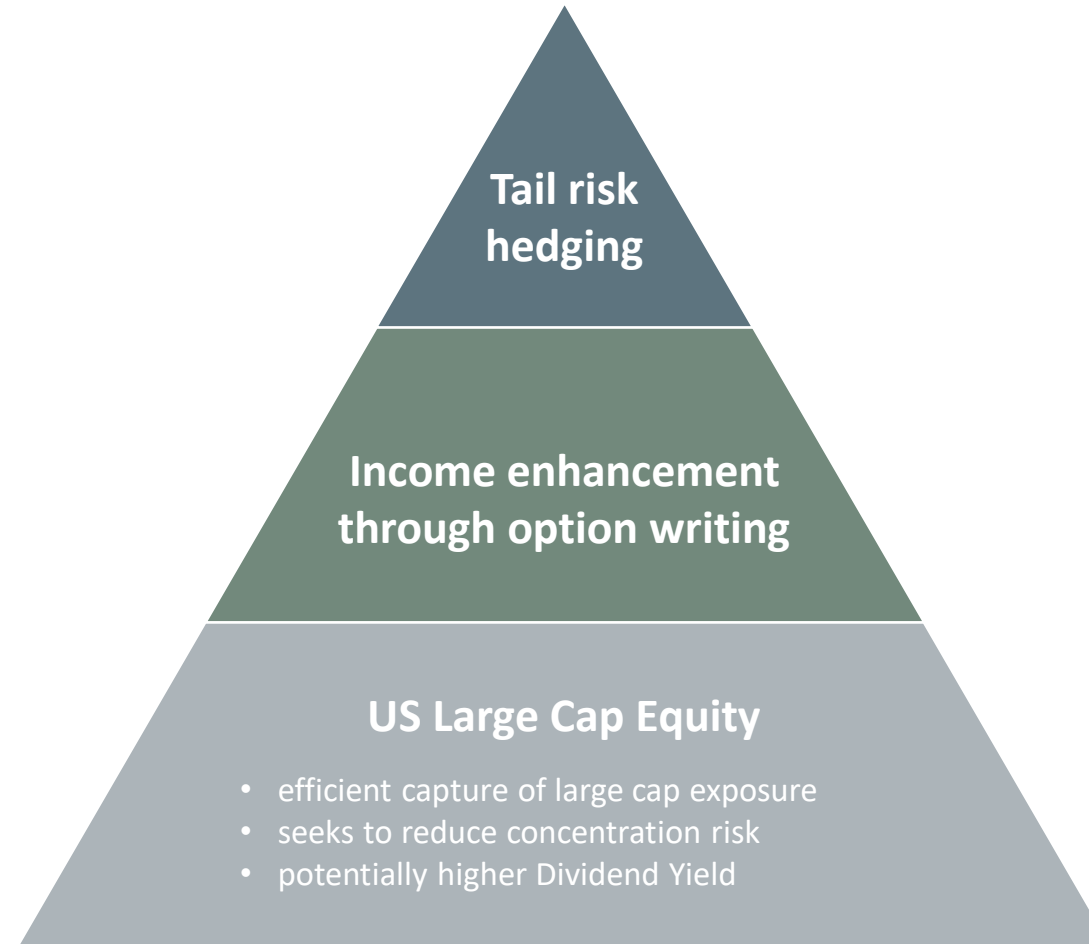 Tail risk
hedging
Income enhancement
through option writing
US Large Cap Equity
• efficient capture of large cap exposure
• seeks to reduce concentration risk
• potentially higher Dividend Yield